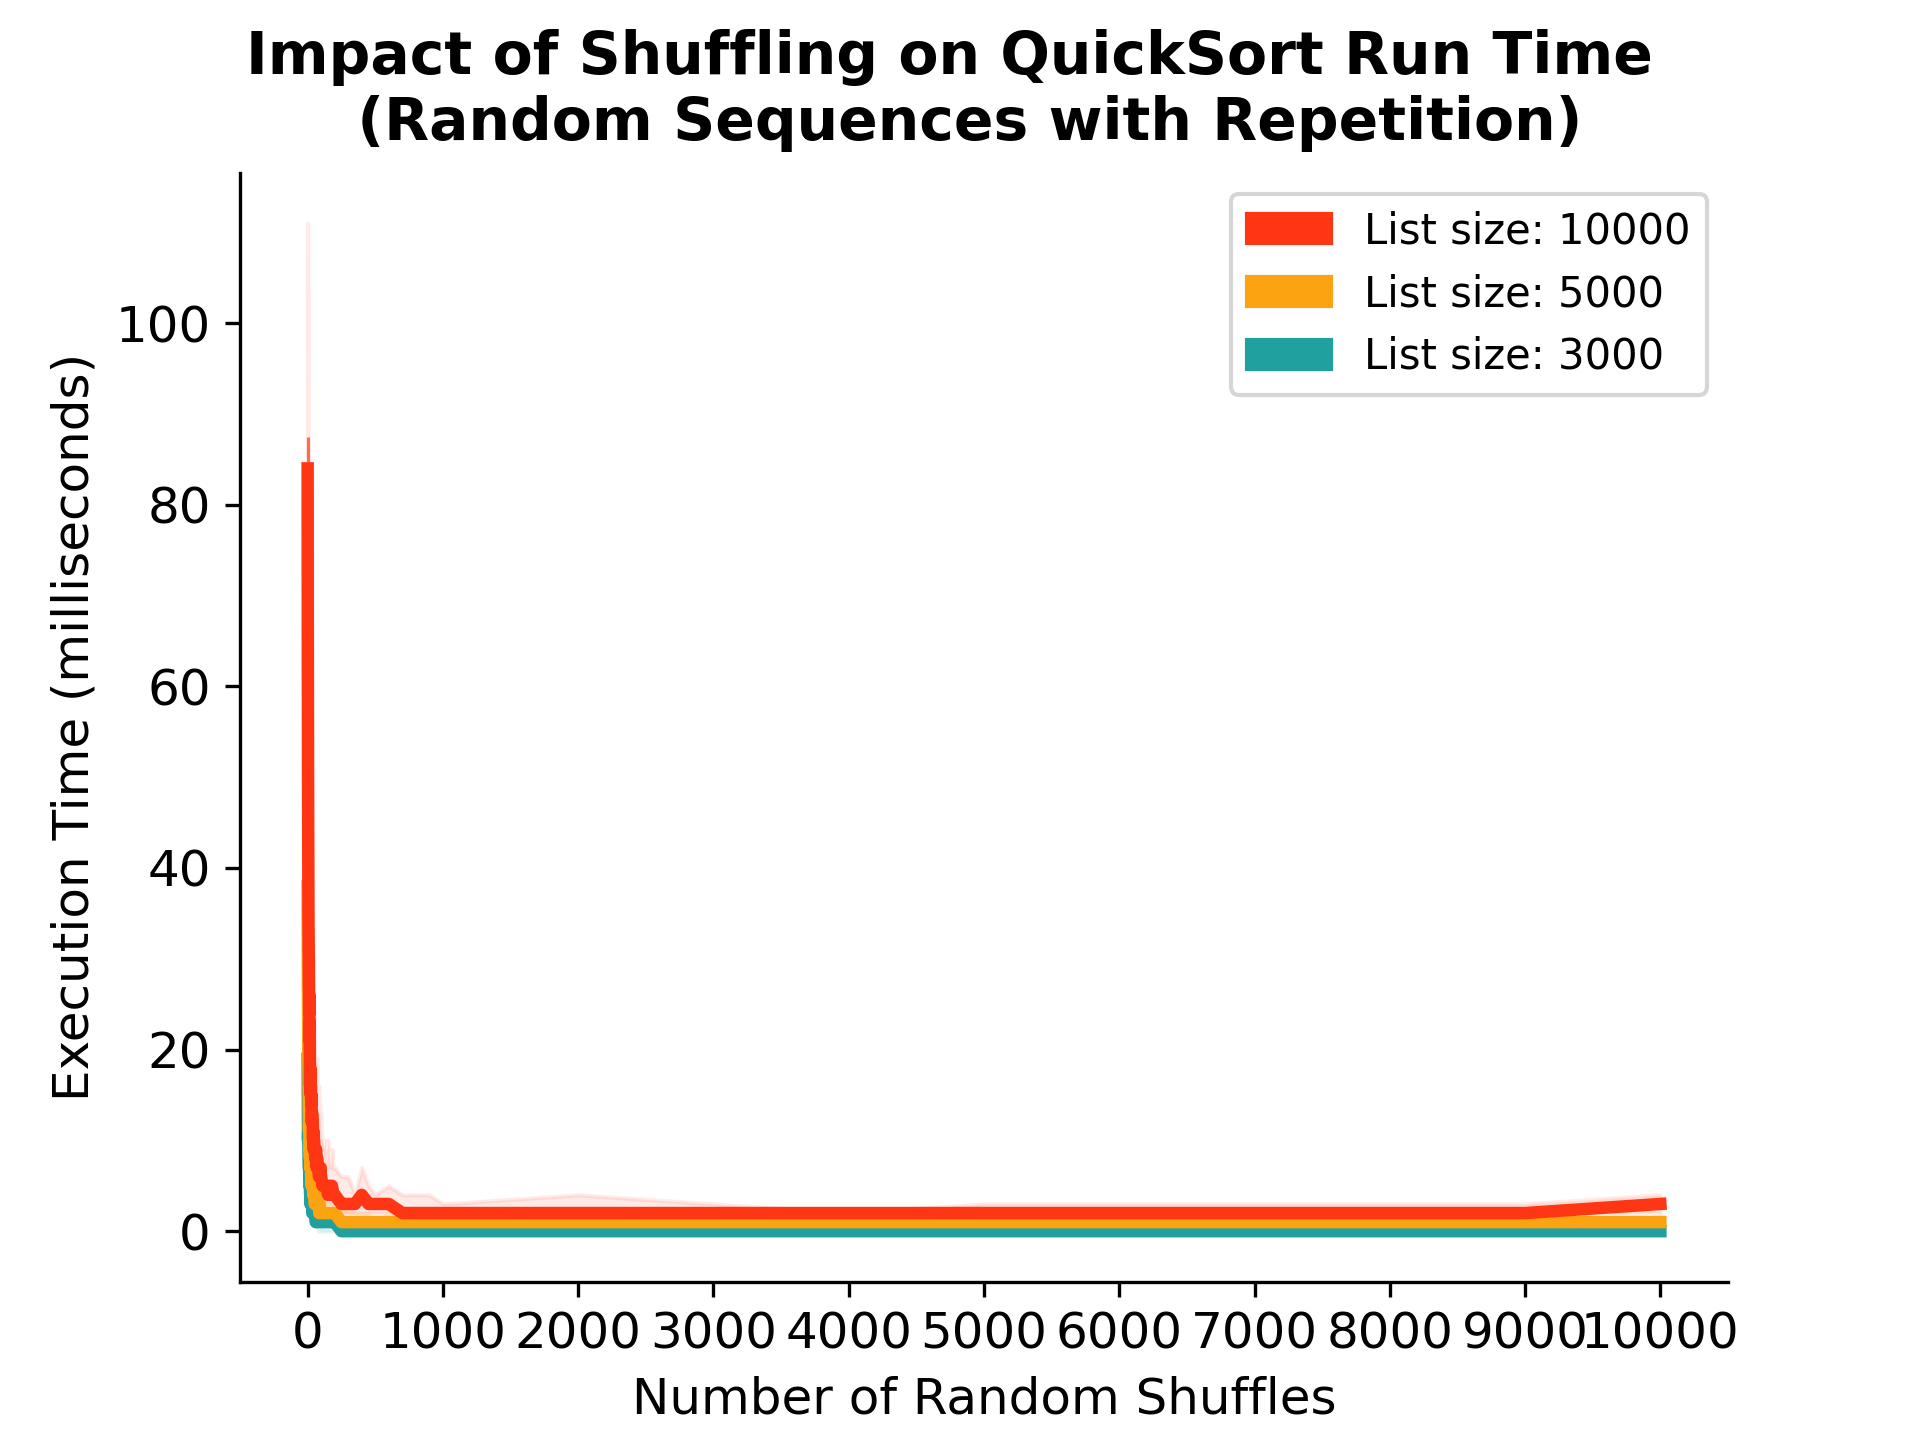 Impact of Shuffling on QuickSort Run Time
(Random Sequences with Repetition)
List size: 10000
List size: 5000
List size: 3000
Execution Time (milliseconds)
100
80
60
40
20
0
0 1000 2000 3000 4000 5000 6000 7000 8000 9000 10000
Number of Random Shuffles